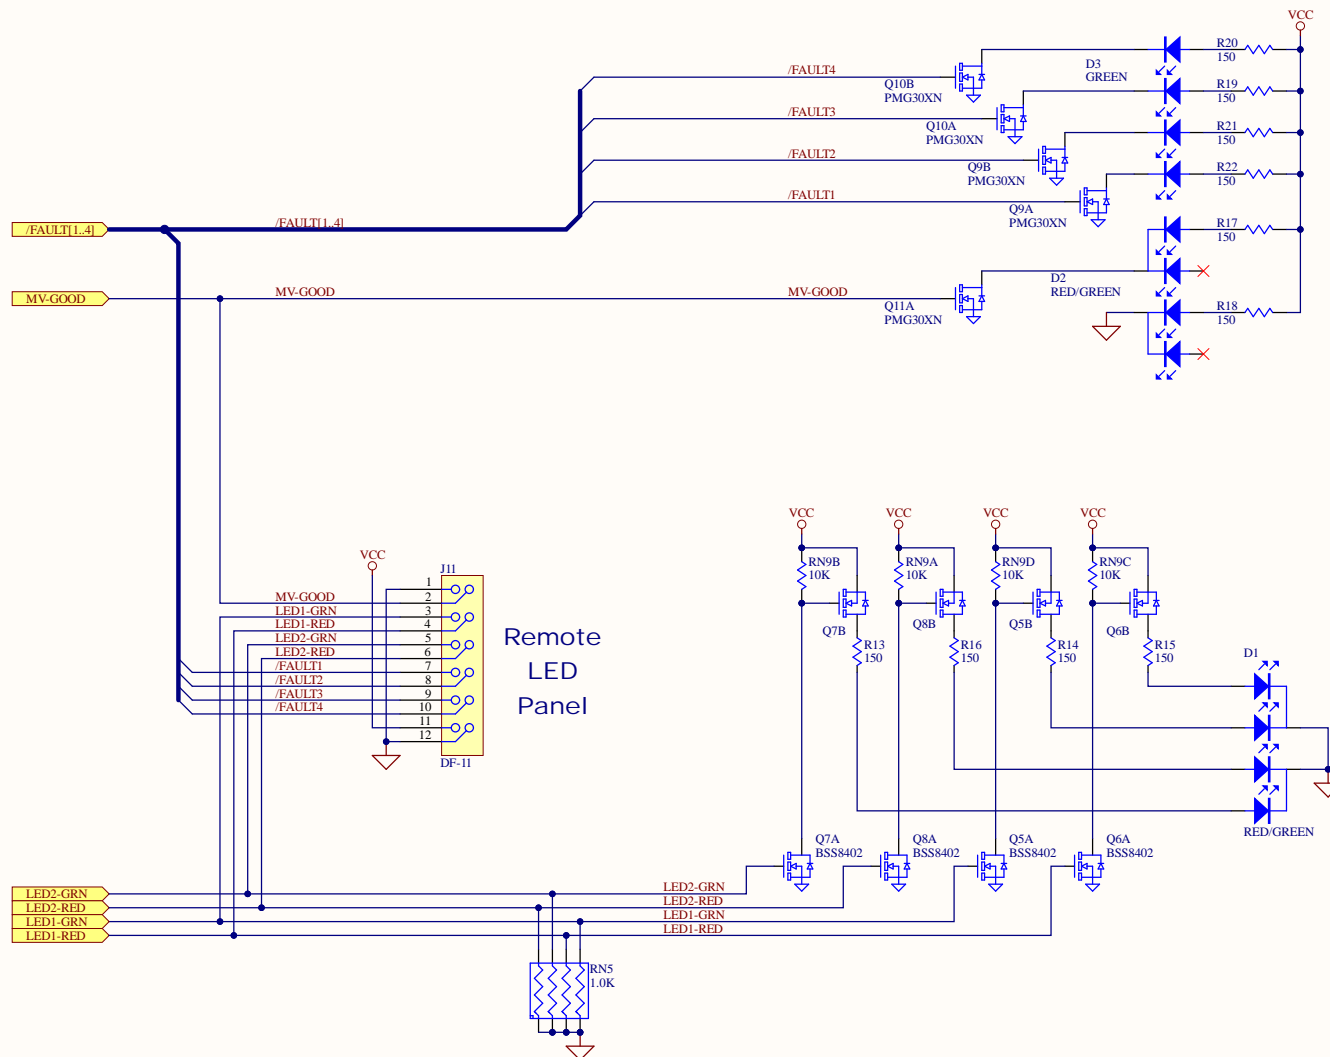 VCC
R20
150
D3
GREEN
/FAULT4
Q10B
PMG30XN
R19
150
/FAULT3
Q10A
PMG30XN
R21
150
/FAULT2
Q9B
PMG30XN
R22
150
/FAULT1
Q9A
PMG30XN
/FAULT[1..4]
/FAULT[1..4]
R17
150
MV-GOOD
MV-GOOD
MV-GOOD
Q11A
PMG30XN
D2
RED/GREEN
R18
150
VCC
VCC
VCC
VCC
RN9B
10K
RN9A
10K
RN9D
10K
RN9C
10K
Q7B
Q8B
Q5B
Q6B
R13
150
R16
150
R14
150
R15
150
D1
RED/GREEN
VCC
J11
1
MV-GOOD 2
LED1-GRN 3
LED1-RED 4
LED2-GRN 5
LED2-RED 6
/FAULT1 7
/FAULT2 8
/FAULT3 9
/FAULT4 10
11
12
DF-11
Remote
LED
Panel
Q7A
BSS8402
Q8A
BSS8402
Q5A
BSS8402
Q6A
BSS8402
LED2-GRN
LED2-RED
LED1-GRN
LED1-RED
LED2-GRN
LED2-RED
LED1-GRN
LED1-RED
RN5
1.0K